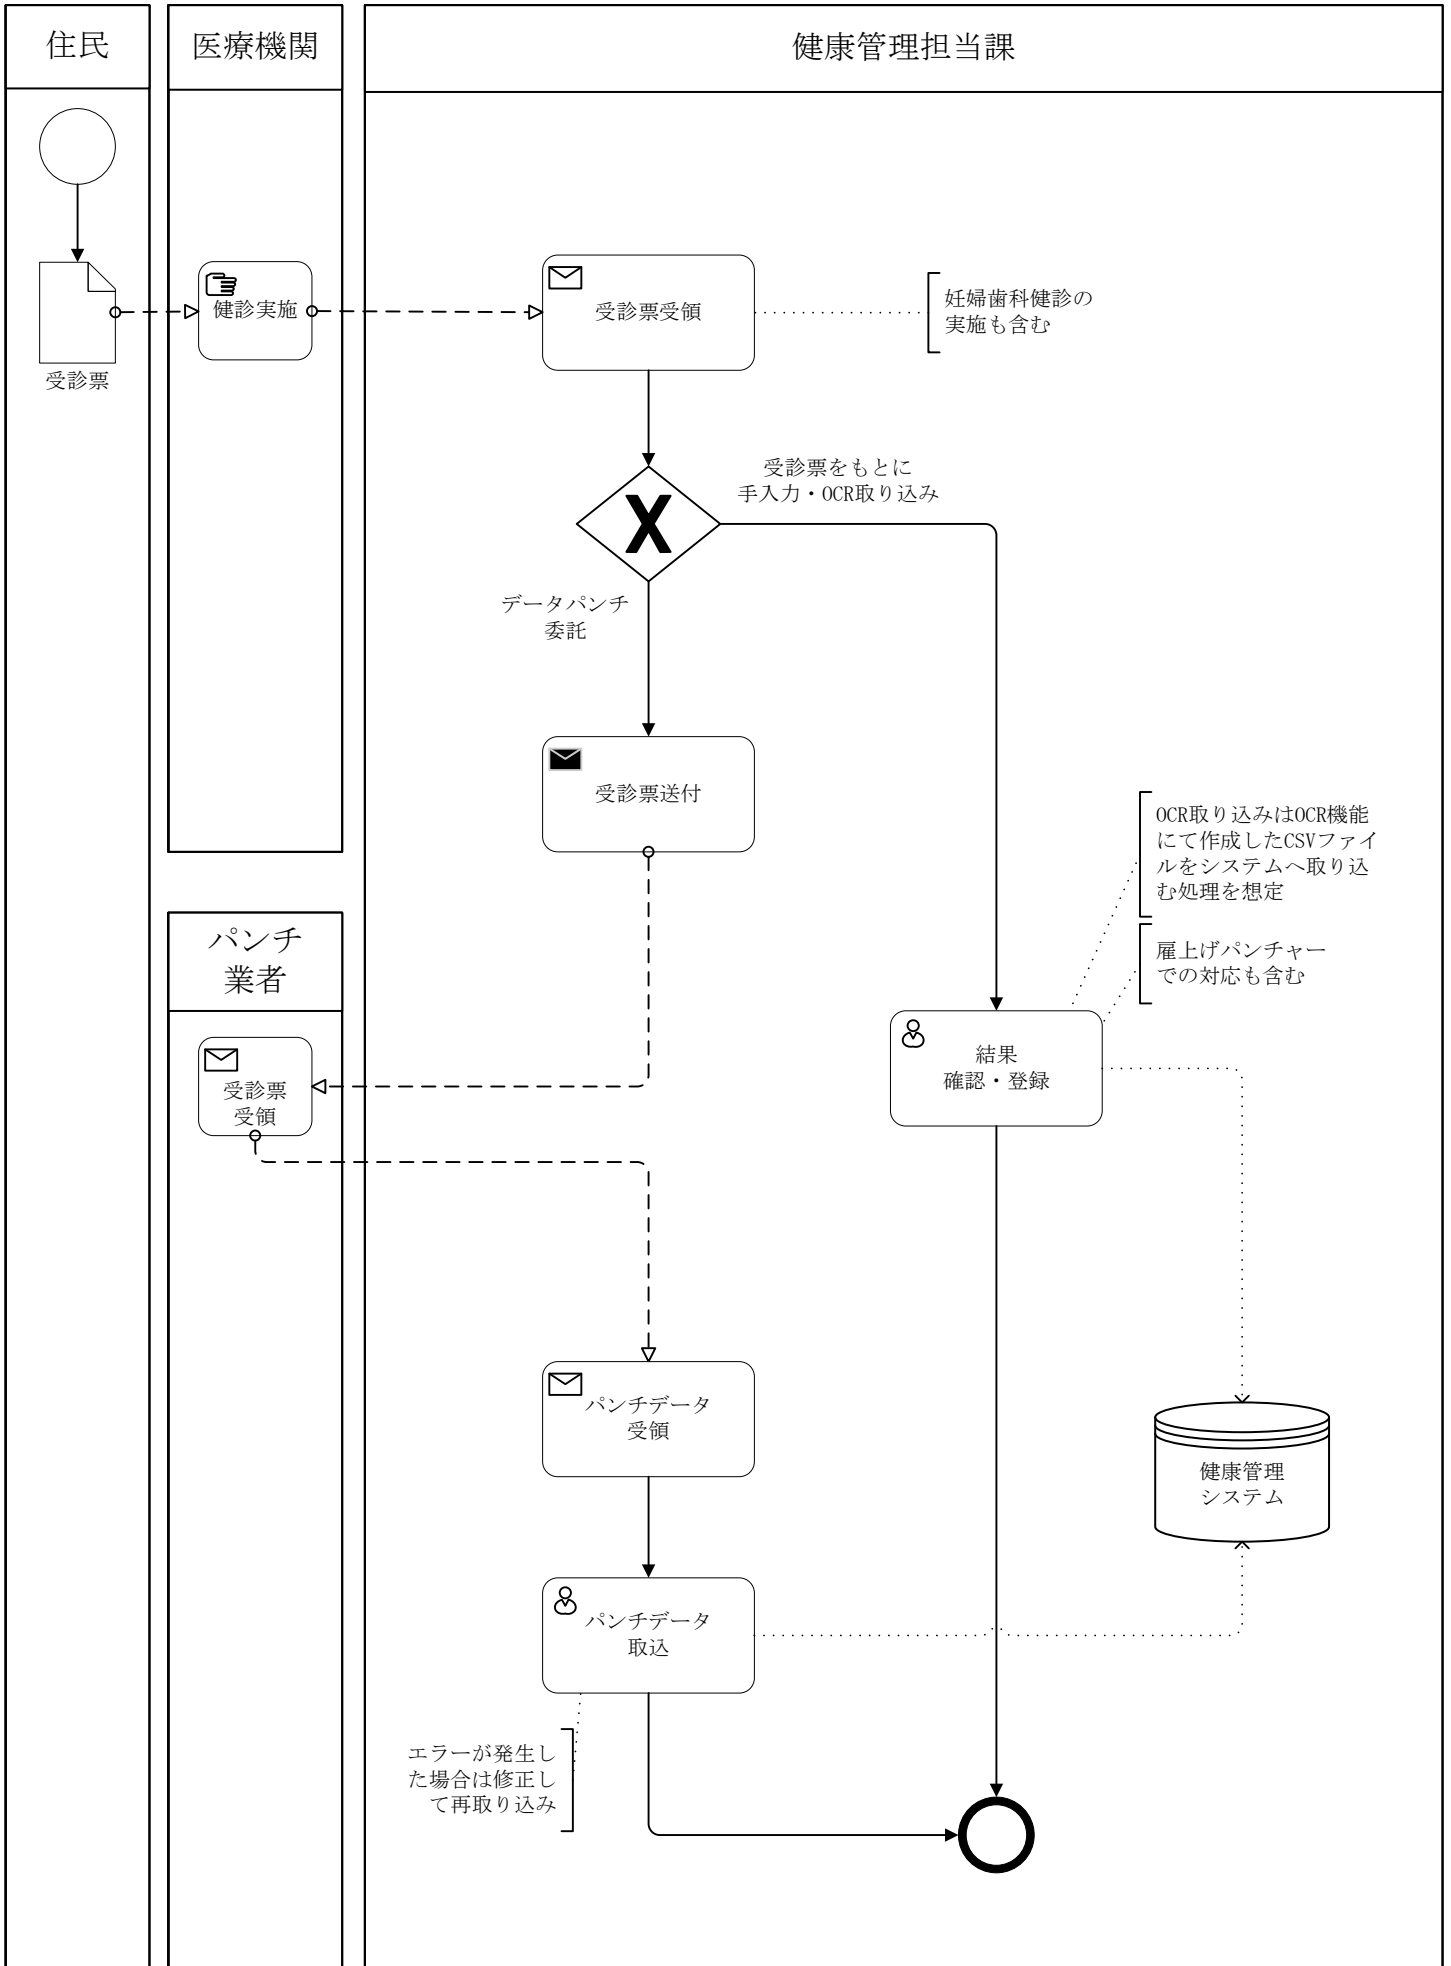 住民
医療機関
健康管理担当課
受診票
健診実施
受診票受領
妊婦歯科健診の
実施も含む
受診票をもとに
手入力・OCR取り込み
データパンチ
委託
受診票送付
OCR取り込みはOCR機能
にて作成したCSVファイ
ルをシステムへ取り込
む処理を想定
雇上げパンチャー
での対応も含む
パンチ
業者
受診票
受領
結果
確認・登録
パンチデータ
受領
健康管理
システム
パンチデータ
取込
エラーが発生し
た場合は修正し
て再取り込み